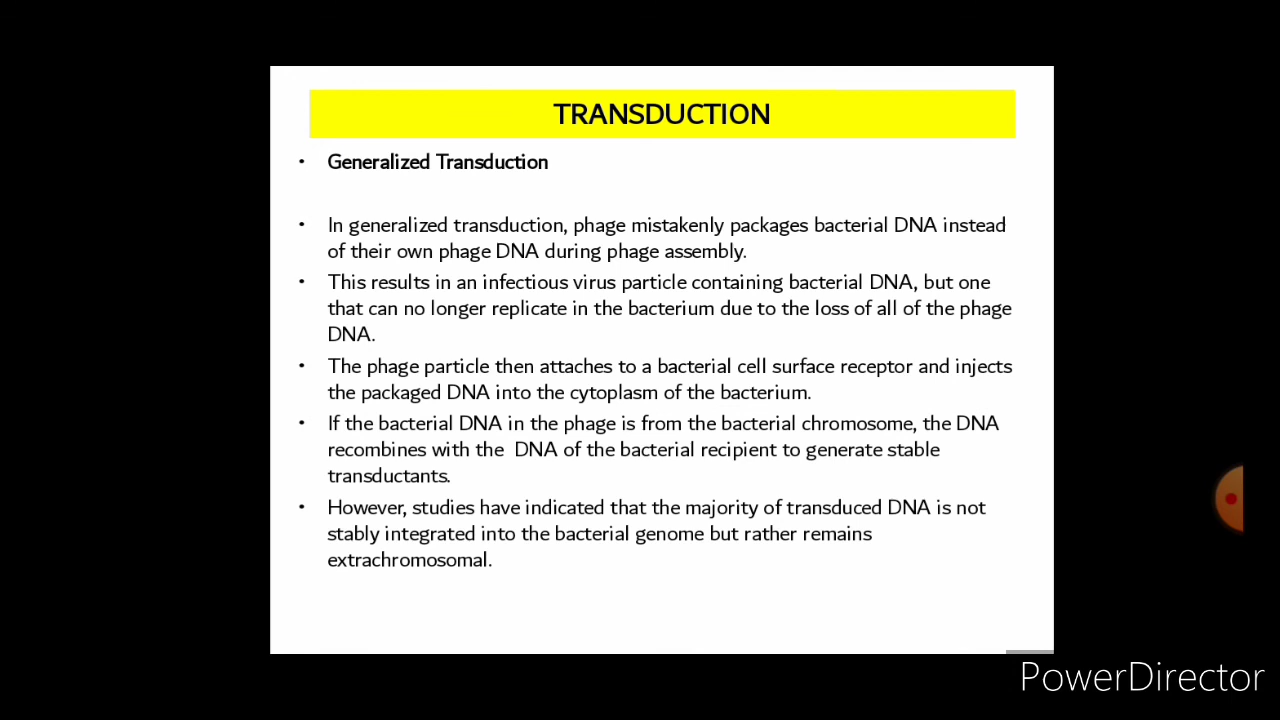 TRANSDUCTION
• Generalized Transduction
• In generalized transduction, phage mistakenly packages bacterial DNA instead
of their own phage DNA during phage assembly.
• This results in an infectious virus particle containing bacterial DNA, but one
that can no longer replicate in the bacterium due to the loss of all of the phage
DNA.
• The phage particle then attaches to a bacterial cell surface receptor and injects
the packaged DNA into the cytoplasm of the bacterium.
• If the bacterial DNA in the phage is from the bacterial chromosome, the DNA
recombines with the  DNA of the bacterial recipient to generate stable
transductants.
• However, studies have indicated that the majority of transduced DNA is not
stably integrated into the bacterial genome but rather remains
extrachromosomal.
PowerDirector